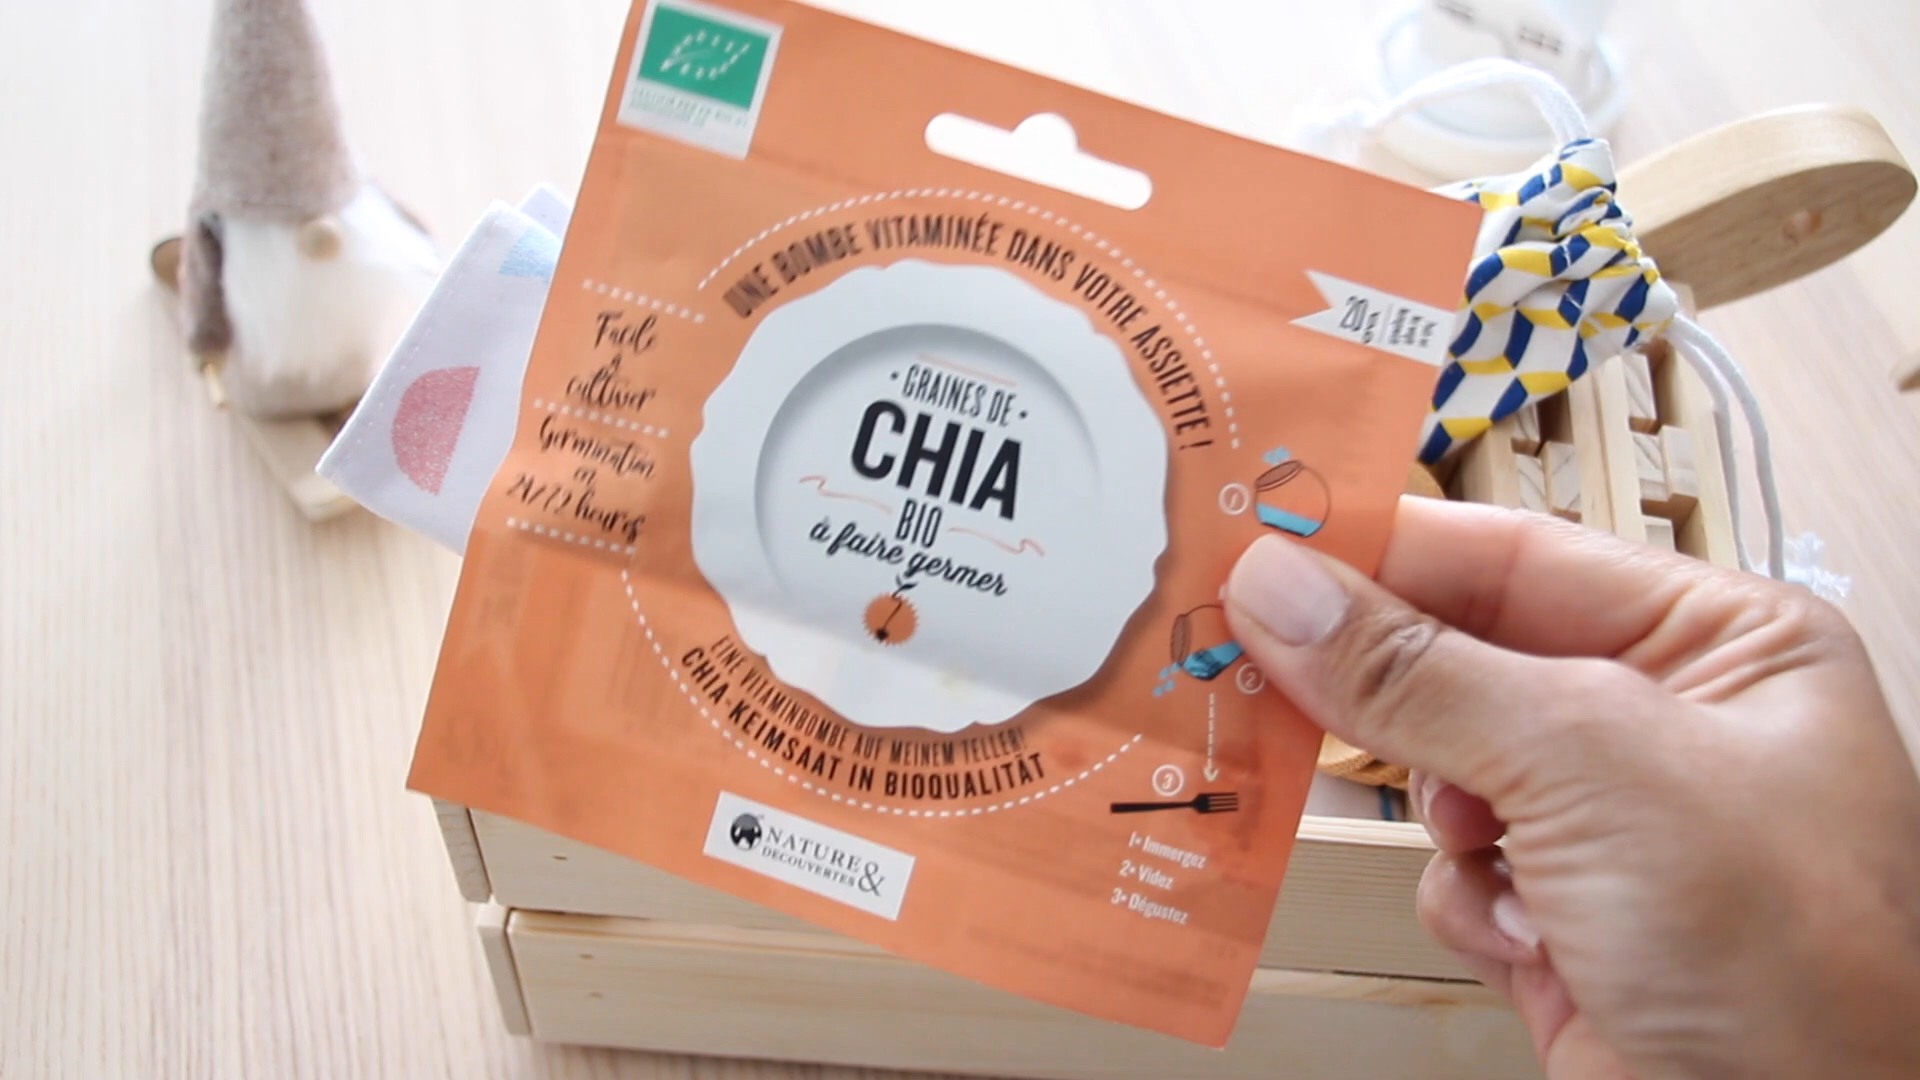 UNE BOMBE VITAMINÉE DANS VOTRE ASSIETTE !
Facile
à
cultiver
Germination
en
24/72 heures
• GRAINES DE •
CHIA
BIO
à faire germer
20
1
2
3
EINE VITAMINBOMBE AUF MEINEM TELLER!
CHIA-KEIMSAAT IN BIOQUALITÄT
NATURE &
DECOUVERTES
1• Immergez
2• Videz
3• Dégustez